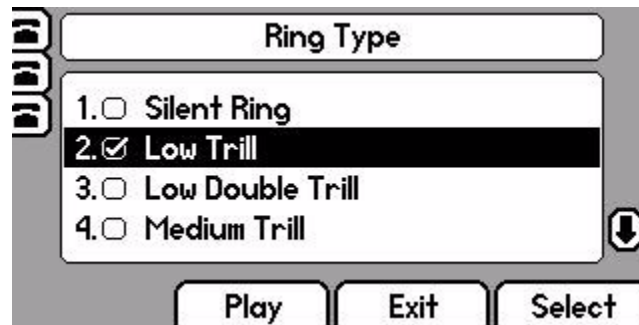 Ring Type
1. Silent Ring
2. Low Trill
3. Low Double Trill
4. Medium Trill
Play Exit Select